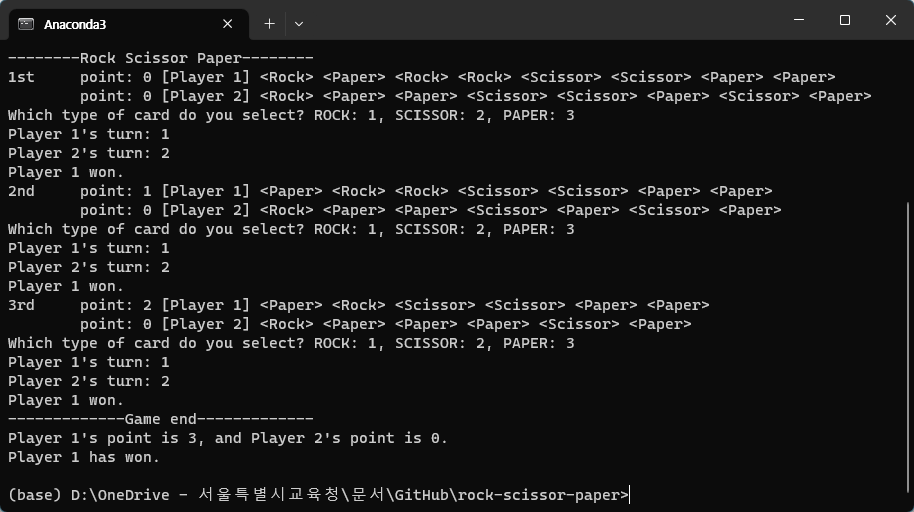 Anaconda3
--------Rock Scissor Paper--------
1st     point: 0 [Player 1] <Rock> <Paper> <Rock> <Rock> <Scissor> <Scissor> <Paper> <Paper>
        point: 0 [Player 2] <Rock> <Paper> <Paper> <Scissor> <Scissor> <Paper> <Scissor> <Paper>
Which type of card do you select? ROCK: 1, SCISSOR: 2, PAPER: 3
Player 1's turn: 1
Player 2's turn: 2
Player 1 won.
2nd     point: 1 [Player 1] <Paper> <Rock> <Rock> <Scissor> <Scissor> <Paper> <Paper>
        point: 0 [Player 2] <Rock> <Paper> <Paper> <Scissor> <Paper> <Scissor> <Paper>
Which type of card do you select? ROCK: 1, SCISSOR: 2, PAPER: 3
Player 1's turn: 1
Player 2's turn: 2
Player 1 won.
3rd     point: 2 [Player 1] <Paper> <Rock> <Scissor> <Scissor> <Paper> <Paper>
        point: 0 [Player 2] <Rock> <Paper> <Paper> <Paper> <Scissor> <Paper>
Which type of card do you select? ROCK: 1, SCISSOR: 2, PAPER: 3
Player 1's turn: 1
Player 2's turn: 2
Player 1 won.
-------------Game end-------------
Player 1's point is 3, and Player 2's point is 0.
Player 1 has won.
(base) D:\OneDrive - 서울특별시교육청\문서\GitHub\rock-scissor-paper>